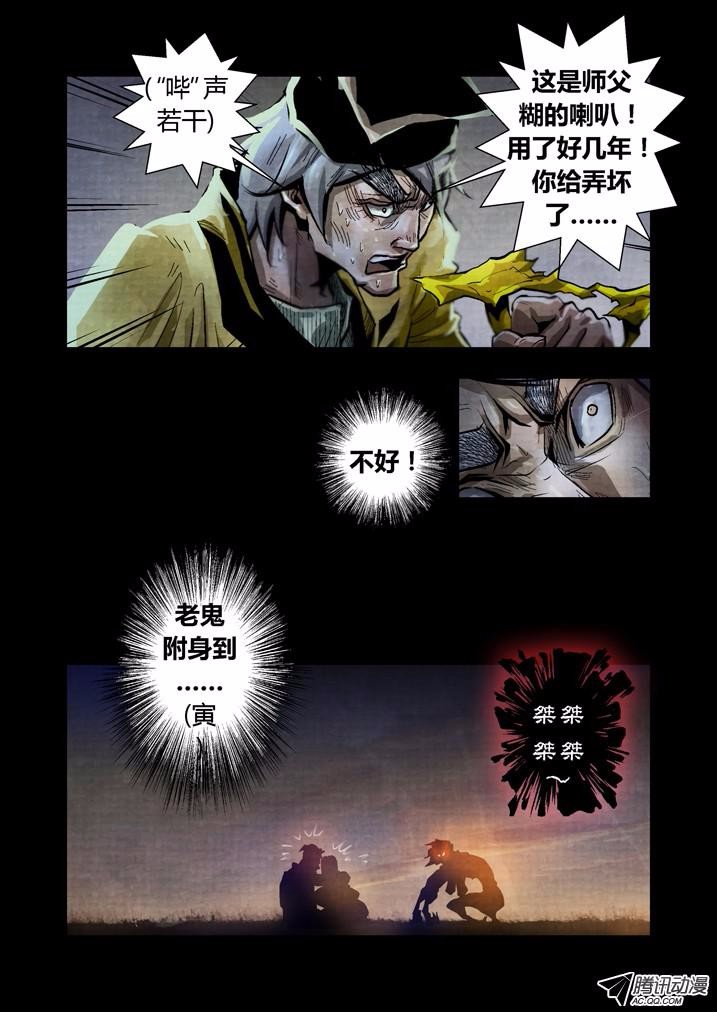 （“哔”声
若干）
这是师父
糊的喇叭！
用了好几年！
你给弄坏
了……
不好！
老鬼
附身到
……
（寅
）
桀桀
桀桀
～
腾讯动漫
AC.QQ.COM